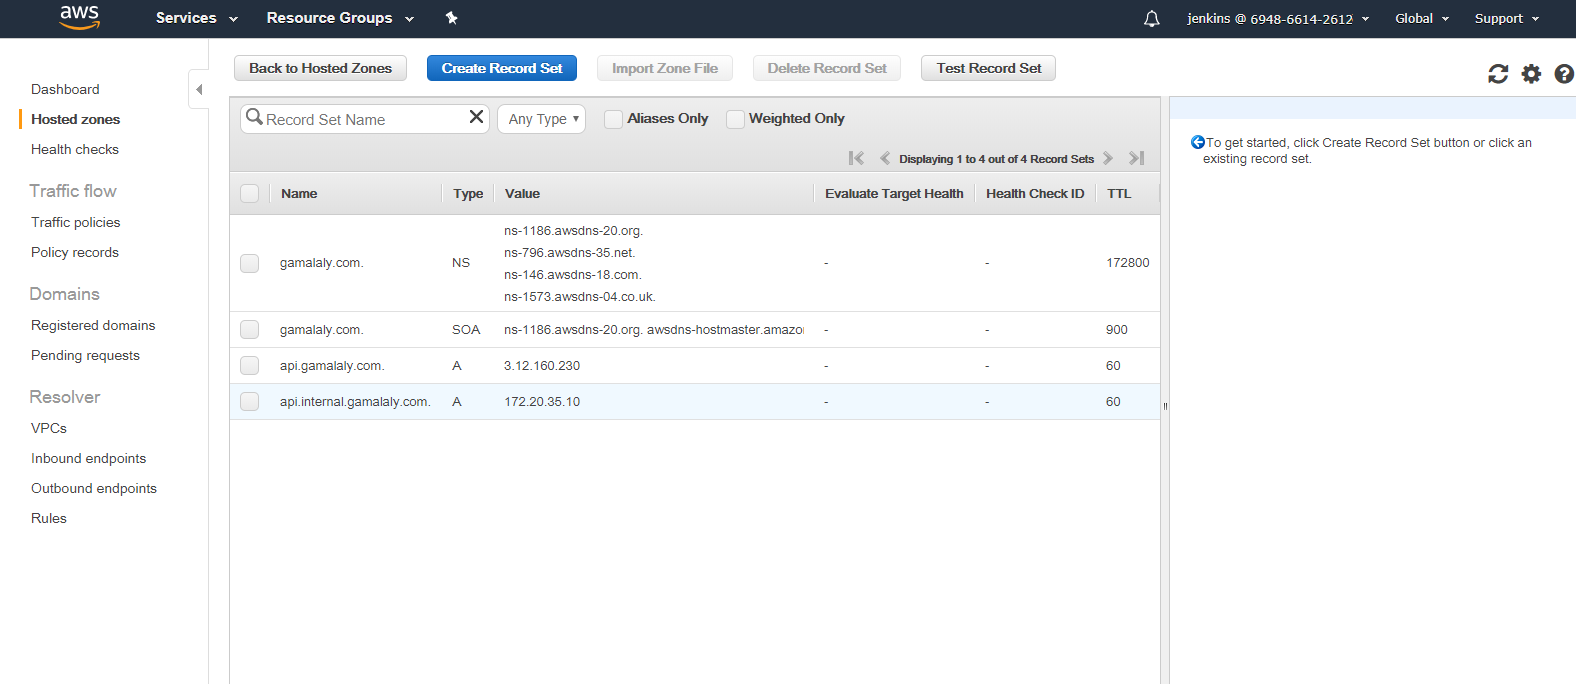 aws Services Resource Groups jenkins @ 6948-6614-2612 Global Support
Back to Hosted Zones Create Record Set Import Zone File Delete Record Set Test Record Set
Dashboard
Hosted zones
Health checks
Traffic flow
Traffic policies
Policy records
Domains
Registered domains
Pending requests
Resolver
VPCs
Inbound endpoints
Outbound endpoints
Rules
Record Set Name Any Type Aliases Only Weighted Only
Displaying 1 to 4 out of 4 Record Sets
Name Type Value Evaluate Target Health Health Check ID TTL
ns-1186.awsdns-20.org.
ns-796.awsdns-35.net.
gamalaly.com. NS - - 172800
ns-146.awsdns-18.com.
ns-1573.awsdns-04.co.uk.
gamalaly.com. SOA ns-1186.awsdns-20.org. awsdns-hostmaster.amazo - - 900
api.gamalaly.com. A 3.12.160.230 - - 60
api.internal.gamalaly.com. A 172.20.35.10 - - 60
To get started, click Create Record Set button or click an
existing record set.